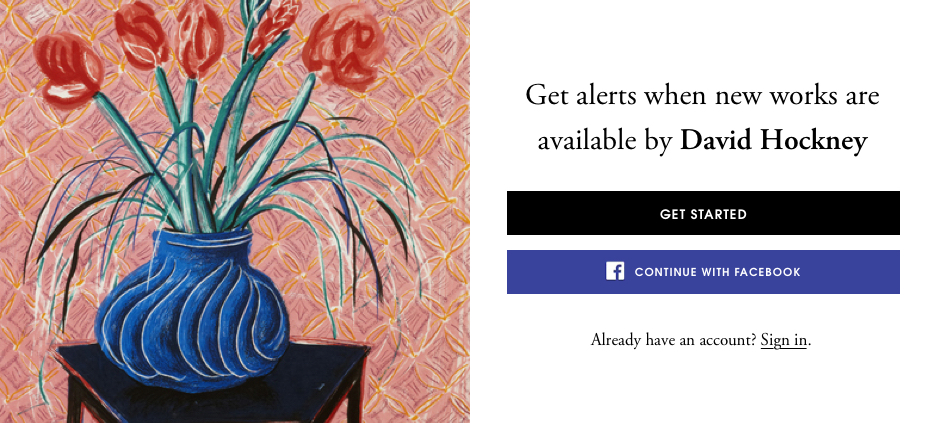 Get alerts when new works are
available by David Hockney
GET STARTED
CONTINUE WITH FACEBOOK
Already have an account? Sign in.